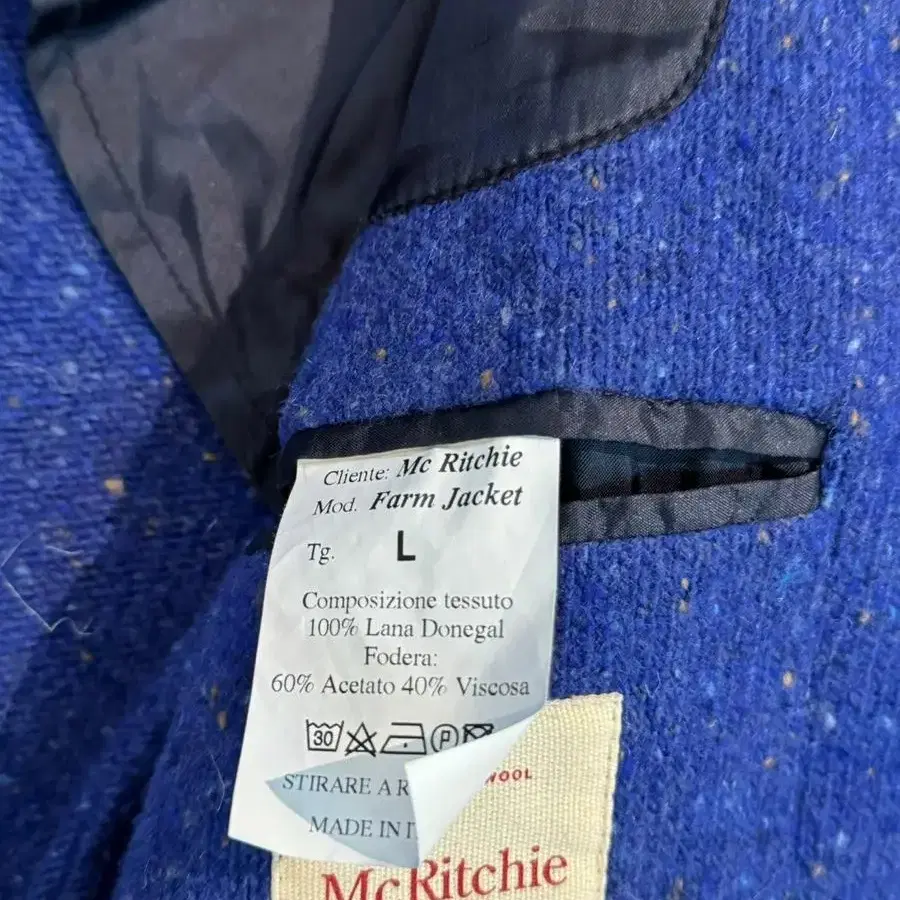 Cliente: Mc Ritchie
Mod. Farm Jacket
Tg. L
Composizione tessuto
100% Lana Donegal
Fodera:
60% Acetato 40% Viscosa
30 P
STIRARE A
MADE IN
WOOL
McRitchie